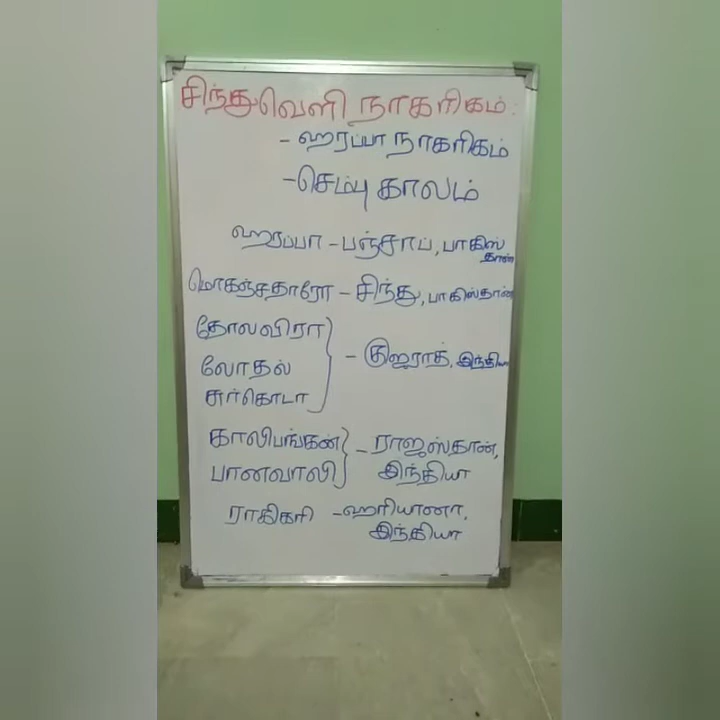 சிந்துவெளி நாகரிகம் :
- ஹரப்பா நாகரிகம்
- செம்பு காலம்
ஹரப்பா - பஞ்சாப், பாகிஸ்தான்
மொகஞ்சதாரோ - சிந்து, பாகிஸ்தான்
தோலவிரா
லோதல் } - குஜராத், இந்தியா
சுர்கொடா
காலிபங்கன் } - ராஜஸ்தான்,
பானவாலி இந்தியா
ராகிகரி - ஹரியானா,
இந்தியா